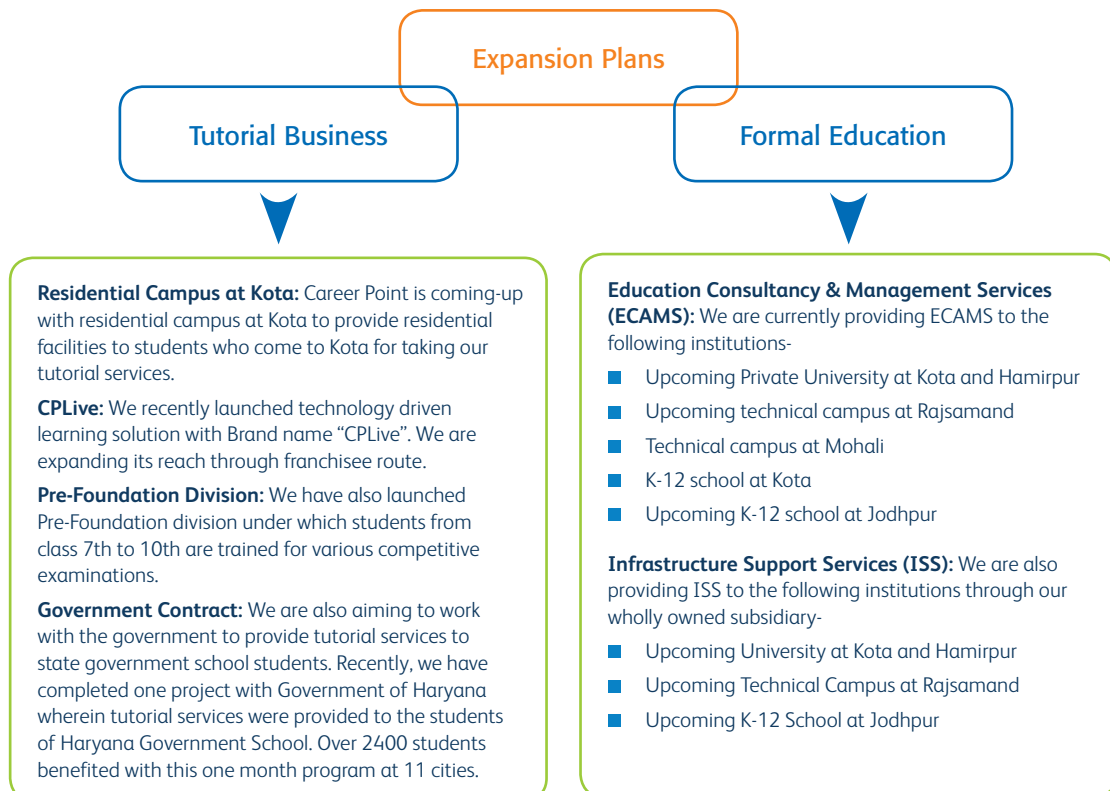 Expansion Plans
Tutorial Business
Formal Education
Residential Campus at Kota: Career Point is coming-up
with residential campus at Kota to provide residential
facilities to students who come to Kota for taking our
tutorial services.
CPLive: We recently launched technology driven
learning solution with Brand name “CPLive”. We are
expanding its reach through franchisee route.
Pre-Foundation Division: We have also launched
Pre-Foundation division under which students from
class 7th to 10th are trained for various competitive
examinations.
Government Contract: We are also aiming to work
with the government to provide tutorial services to
state government school students. Recently, we have
completed one project with Government of Haryana
wherein tutorial services were provided to the students
of Haryana Government School. Over 2400 students
benefited with this one month program at 11 cities.
Education Consultancy & Management Services
(ECAMS): We are currently providing ECAMS to the
following institutions-
Upcoming Private University at Kota and Hamirpur
Upcoming technical campus at Rajsamand
Technical campus at Mohali
K-12 school at Kota
Upcoming K-12 school at Jodhpur
Infrastructure Support Services (ISS): We are also
providing ISS to the following institutions through our
wholly owned subsidiary-
Upcoming University at Kota and Hamirpur
Upcoming Technical Campus at Rajsamand
Upcoming K-12 School at Jodhpur